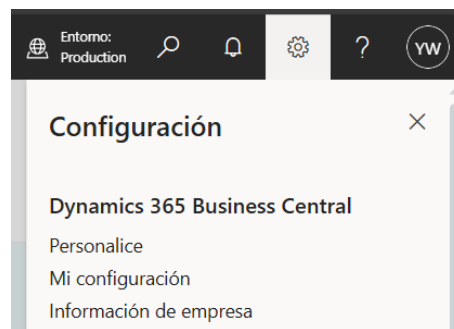 Entorno:
Production
?
YW
Configuración
Dynamics 365 Business Central
Personalice
Mi configuración
Información de empresa